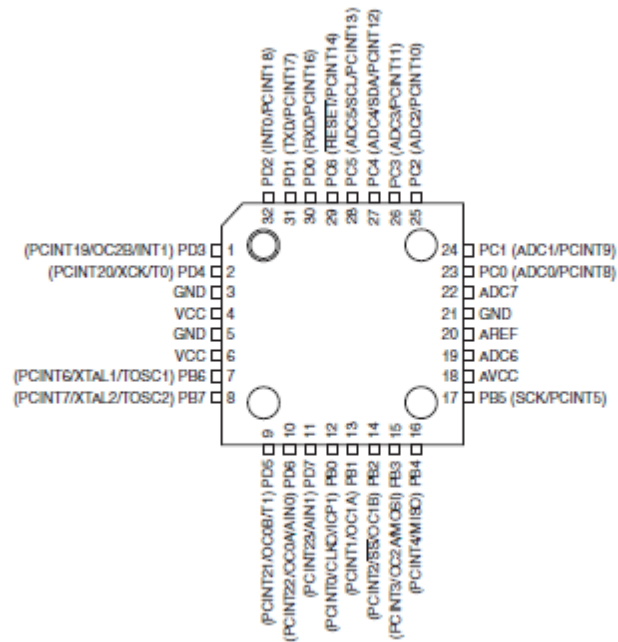 PD2 (INT0/PCINT18)
PD1 (TXD/PCINT17)
PD0 (RXD/PCINT16)
PC6 (RESET/PCINT14)
PC5 (ADC5/SCL/PCINT13)
PC4 (ADC4/SDA/PCINT12)
PC3 (ADC3/PCINT11)
PC2 (ADC2/PCINT10)
32
31
30
29
28
27
26
25
(PCINT19/OC2B/INT1) PD3 1
(PCINT20/XCK/T0) PD4 2
GND 3
VCC 4
GND 5
VCC 6
(PCINT6/XTAL1/TOSC1) PB6 7
(PCINT7/XTAL2/TOSC2) PB7 8
24 PC1 (ADC1/PCINT9)
23 PC0 (ADC0/PCINT8)
22 ADC7
21 GND
20 AREF
19 ADC6
18 AVCC
17 PB5 (SCK/PCINT5)
9
10
11
12
13
14
15
16
(PCINT21/OC0B/T1) PD5
(PCINT22/OC0A/AIN0) PD6
(PCINT23/AIN1) PD7
(PCINT0/CLKO/ICP1) PB0
(PCINT1/OC1A) PB1
(PCINT2/SS/OC1B) PB2
(PCINT3/OC2A/MOSI) PB3
(PCINT4/MISO) PB4